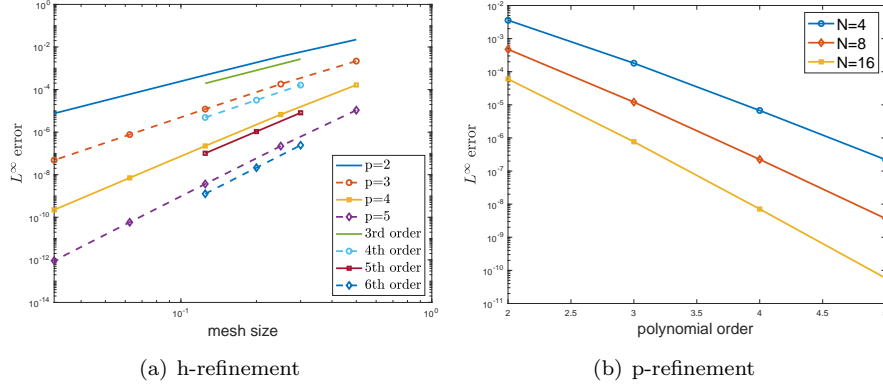 10^0
10^-2
10^-4
10^-6
10^-8
10^-10
10^-12
10^-14
L^∞ error
10^-1
10^0
mesh size
p=2
p=3
p=4
p=5
3rd order
4th order
5th order
6th order
(a) h-refinement
10^-2
10^-3
10^-4
10^-5
10^-6
10^-7
10^-8
10^-9
10^-10
10^-11
L^∞ error
2
2.5
3
3.5
4
4.5
polynomial order
N=4
N=8
N=16
(b) p-refinement